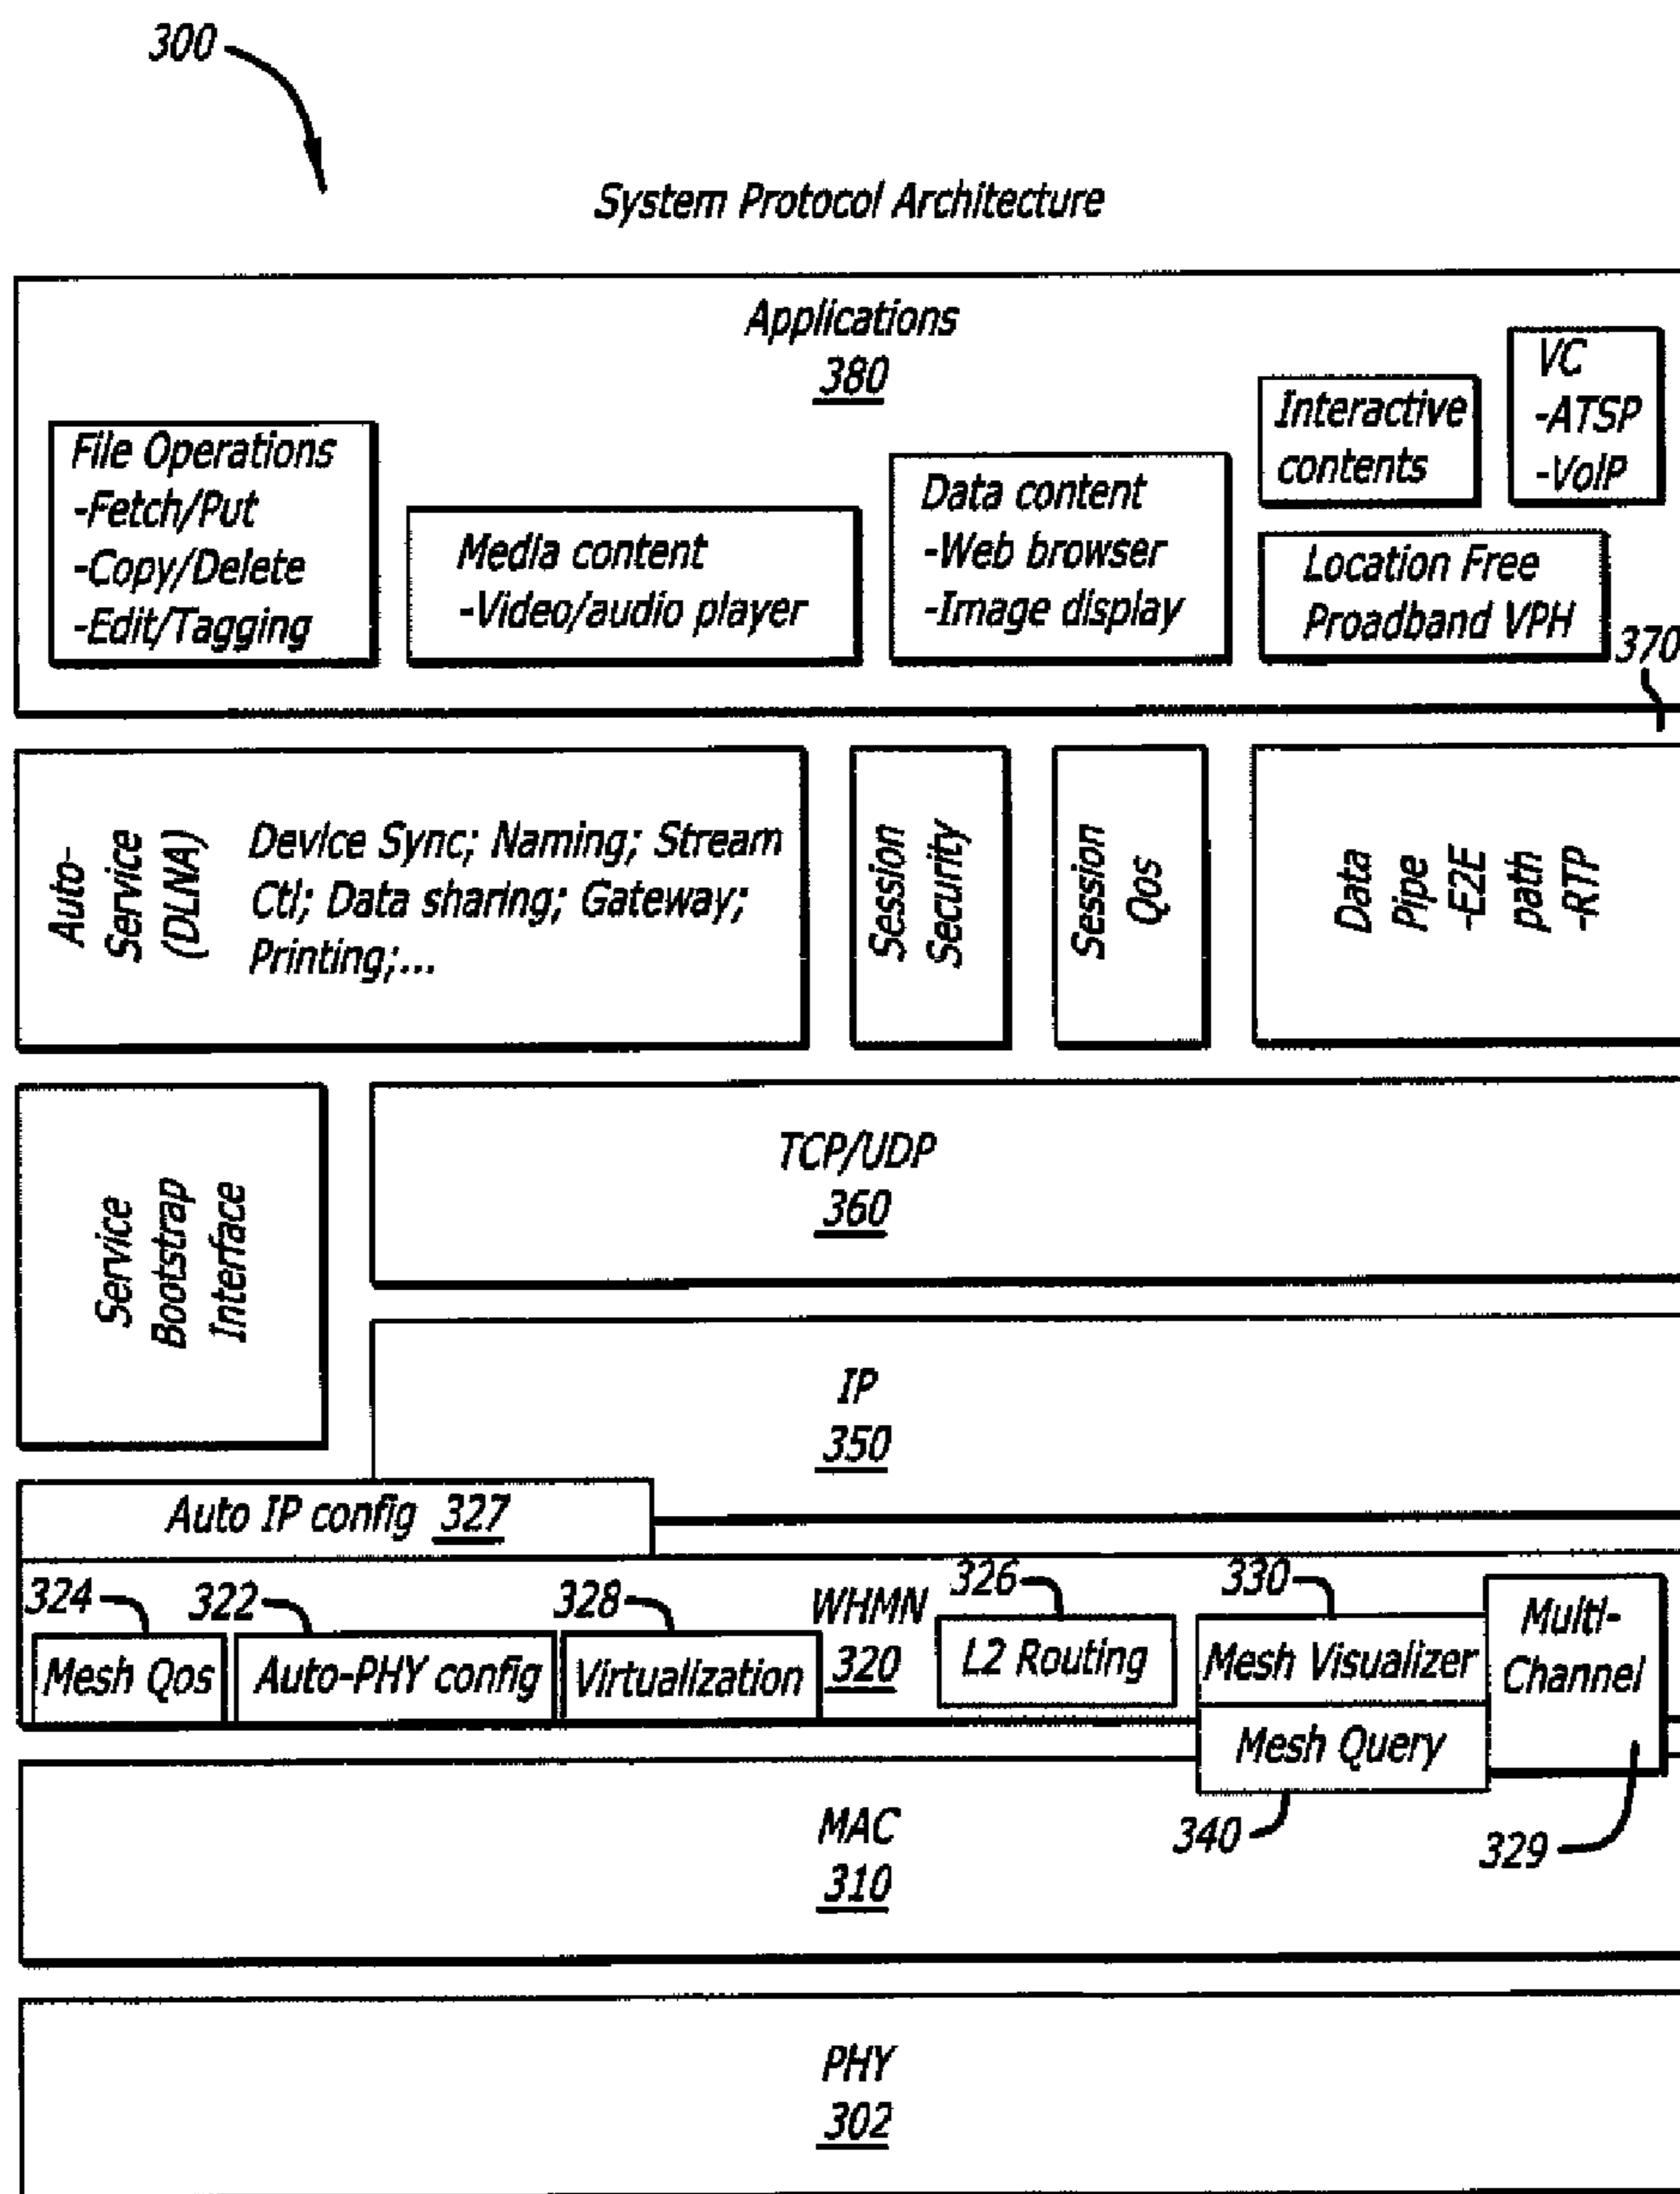 300
System Protocol Architecture
Applications
380
File Operations
-Fetch/Put
-Copy/Delete
-Edit/Tagging
Media content
-Video/audio player
Data content
-Web browser
-Image display
Interactive
contents
VC
-ATSP
-VoIP
Location Free
Proadband VPH
370
Auto-
Service
(DLNA)
Device Sync; Naming; Stream
Ctl; Data sharing; Gateway;
Printing;...
Session
Security
Session
Qos
Data
Pipe
-E2E
path
-RTP
Service
Bootstrap
Interface
TCP/UDP
360
IP
350
Auto IP config 327
324
322
328
WHMN
320
326
330
Mesh Qos
Auto-PHY config
Virtualization
L2 Routing
Mesh Visualizer
Multi-
Channel
Mesh Query
340
329
MAC
310
PHY
302